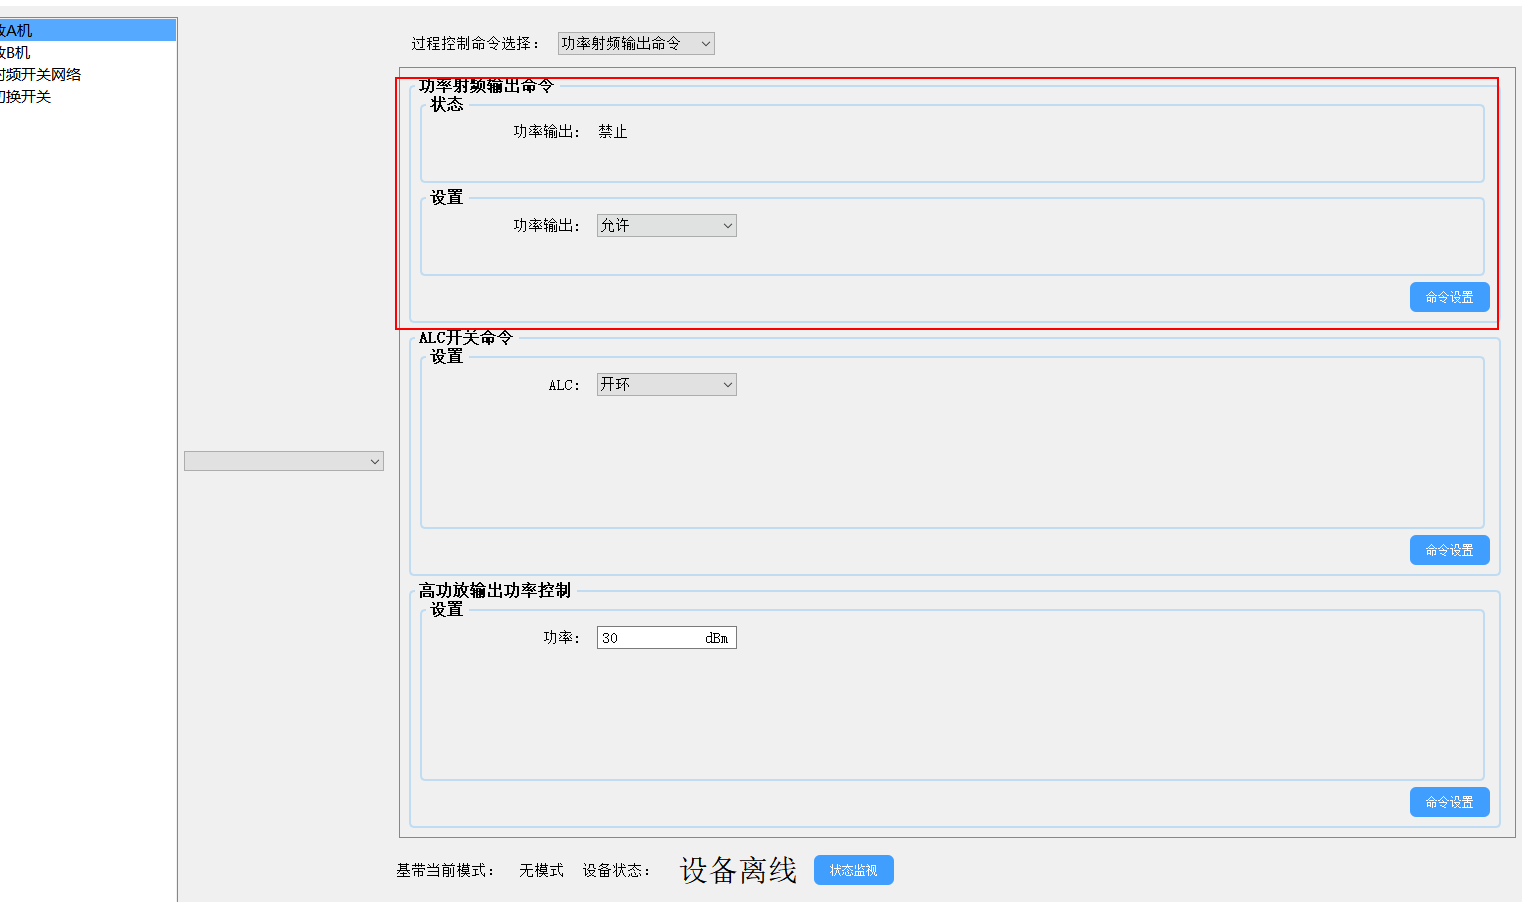 A机
B机
射频开关网络
切换开关
过程控制命令选择：
功率射频输出命令
功率射频输出命令
状态
功率输出： 禁止
设置
功率输出： 允许
命令设置
ALC开关命令
设置
ALC： 开环
命令设置
高功放输出功率控制
设置
功率： 30 dBm
命令设置
基带当前模式： 无模式 设备状态： 设备离线 状态监视